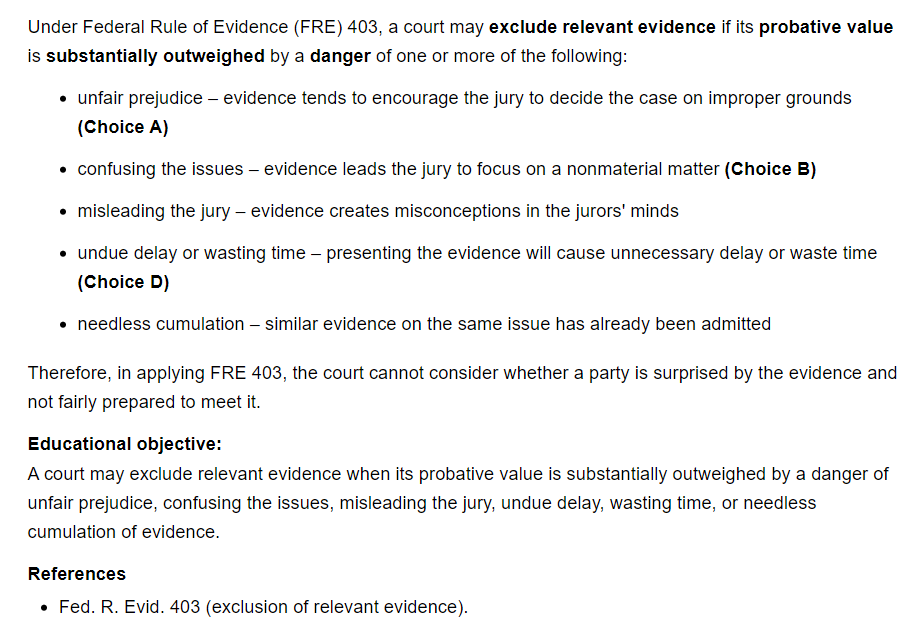 Under Federal Rule of Evidence (FRE) 403, a court may exclude relevant evidence if its probative value
is substantially outweighed by a danger of one or more of the following:
• unfair prejudice – evidence tends to encourage the jury to decide the case on improper grounds
(Choice A)
• confusing the issues – evidence leads the jury to focus on a nonmaterial matter (Choice B)
• misleading the jury – evidence creates misconceptions in the jurors' minds
• undue delay or wasting time – presenting the evidence will cause unnecessary delay or waste time
(Choice D)
• needless cumulation – similar evidence on the same issue has already been admitted
Therefore, in applying FRE 403, the court cannot consider whether a party is surprised by the evidence and
not fairly prepared to meet it.
Educational objective:
A court may exclude relevant evidence when its probative value is substantially outweighed by a danger of
unfair prejudice, confusing the issues, misleading the jury, undue delay, wasting time, or needless
cumulation of evidence.
References
• Fed. R. Evid. 403 (exclusion of relevant evidence).